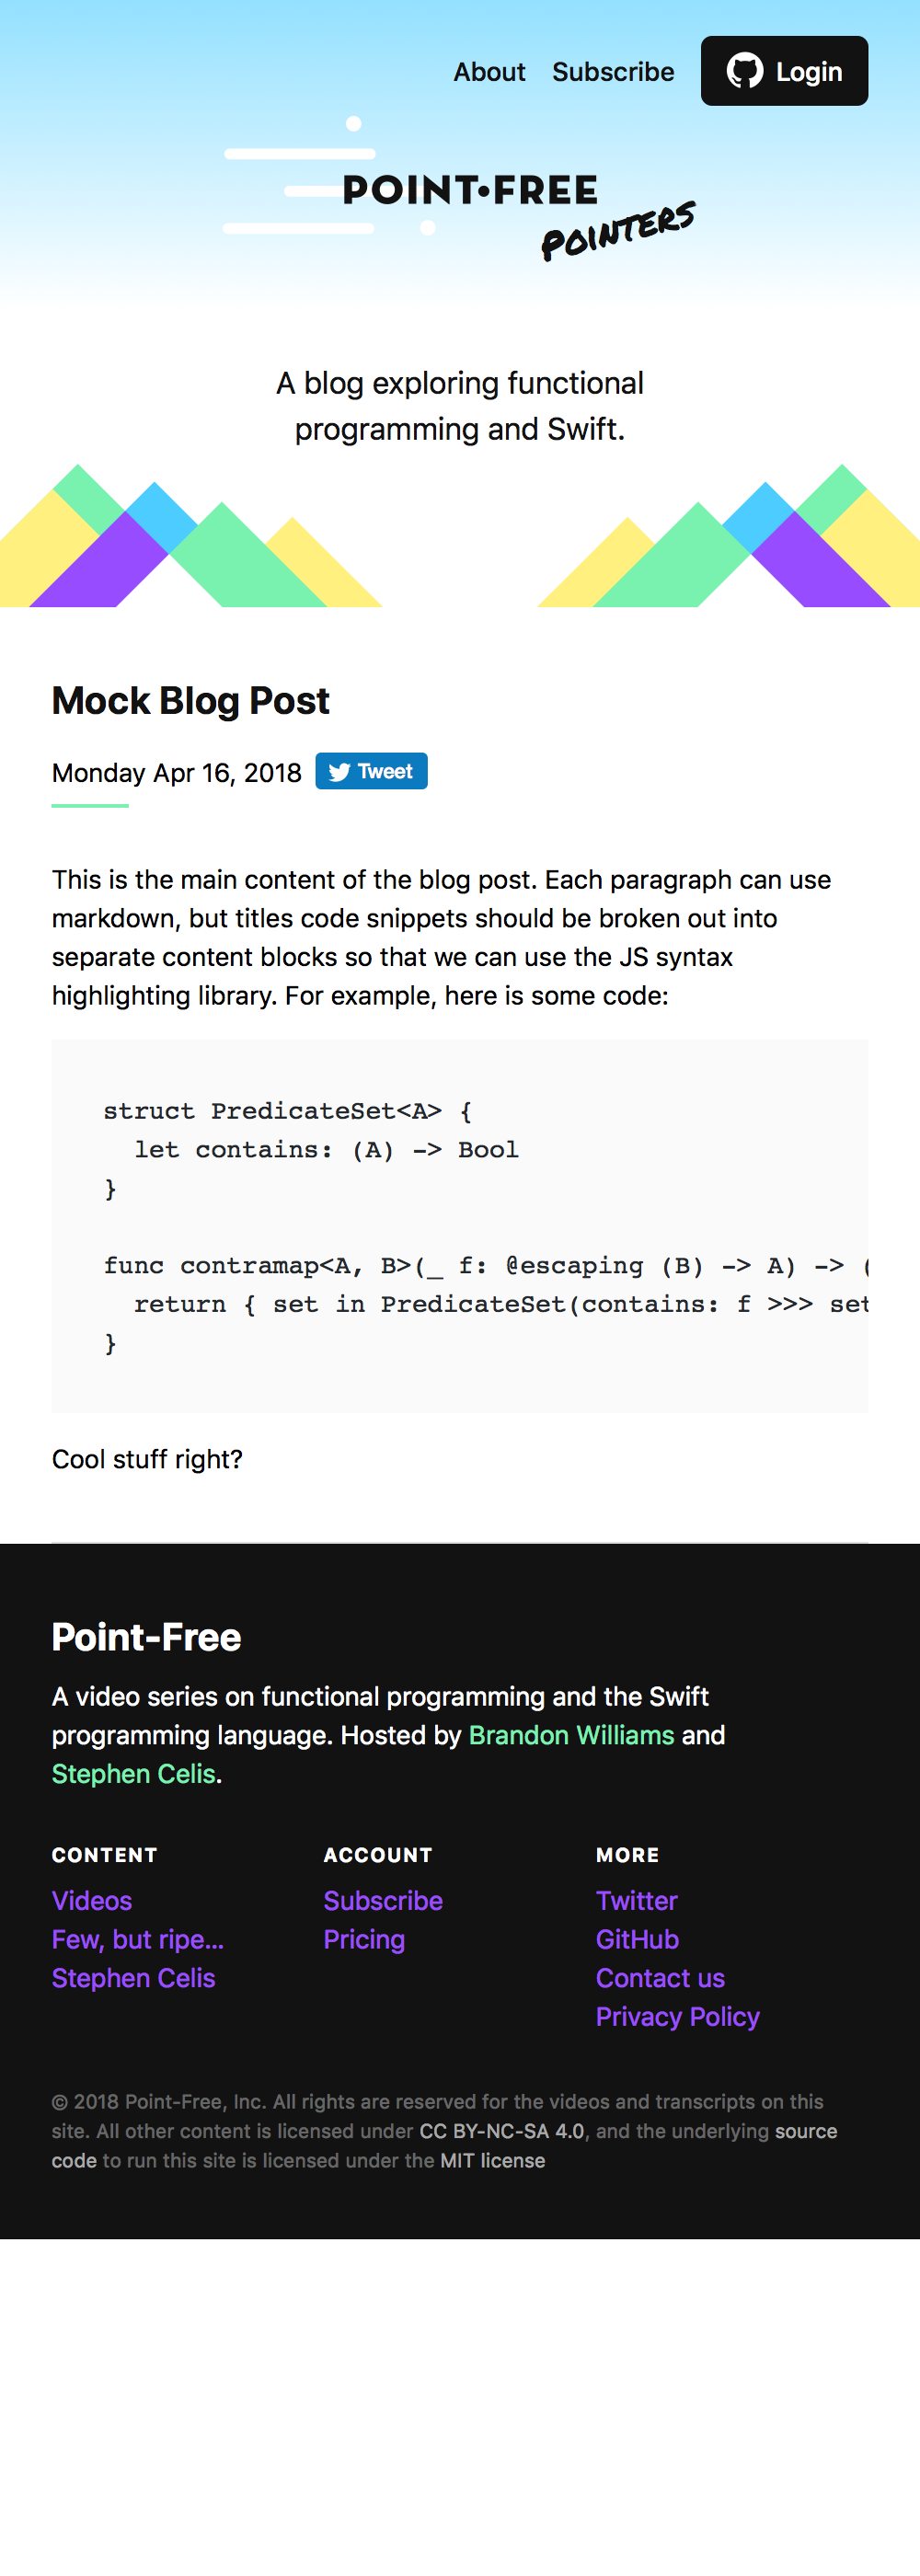 About Subscribe Login
POINT•FREE
POINTERS
A blog exploring functional
programming and Swift.
Mock Blog Post
Monday Apr 16, 2018 Tweet
This is the main content of the blog post. Each paragraph can use
markdown, but titles code snippets should be broken out into
separate content blocks so that we can use the JS syntax
highlighting library. For example, here is some code:
struct PredicateSet<A> {
  let contains: (A) -> Bool
}
func contramap<A, B>(_ f: @escaping (B) -> A) -> (
  return { set in PredicateSet(contains: f >>> set
}
Cool stuff right?
Point-Free
A video series on functional programming and the Swift
programming language. Hosted by Brandon Williams and
Stephen Celis.
CONTENT ACCOUNT MORE
Videos Subscribe Twitter
Few, but ripe... Pricing GitHub
Stephen Celis Contact us
Privacy Policy
© 2018 Point-Free, Inc. All rights are reserved for the videos and transcripts on this
site. All other content is licensed under CC BY-NC-SA 4.0, and the underlying source
code to run this site is licensed under the MIT license